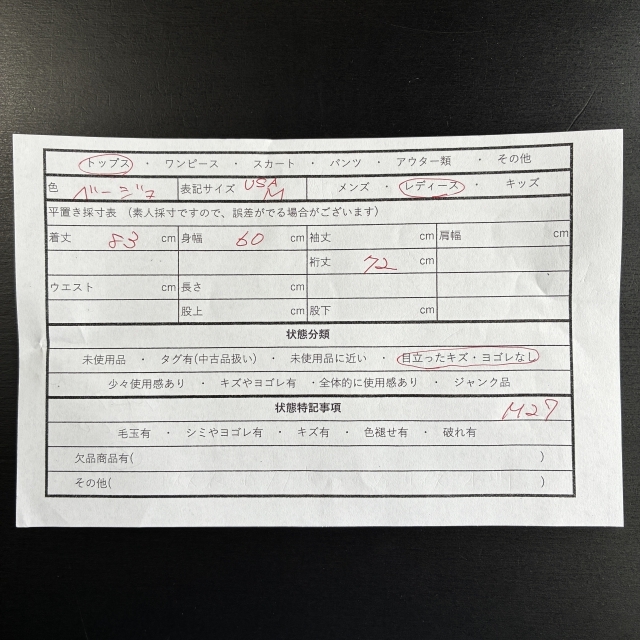 トップス ・ ワンピース ・ スカート ・ パンツ ・ アウター類 ・ その他
色 ベージュ 表記サイズ USA M メンズ ・ レディース ・ キッズ
平置き採寸表 (素人採寸ですので、誤差がでる場合がございます)
着丈 83 cm 身幅 60 cm 袖丈 cm 肩幅 cm
裄丈 72 cm
ウエスト cm 長さ cm
股上 cm 股下 cm
状態分類
未使用品 ・ タグ有(中古品扱い) ・ 未使用品に近い ・ 目立ったキズ・ヨゴレなし
少々使用感あり ・ キズやヨゴレ有 ・全体的に使用感あり ・ ジャンク品
状態特記事項 M27
毛玉有 ・ シミやヨゴレ有 ・ キズ有 ・ 色褪せ有 ・ 破れ有
欠品商品有( )
その他( )